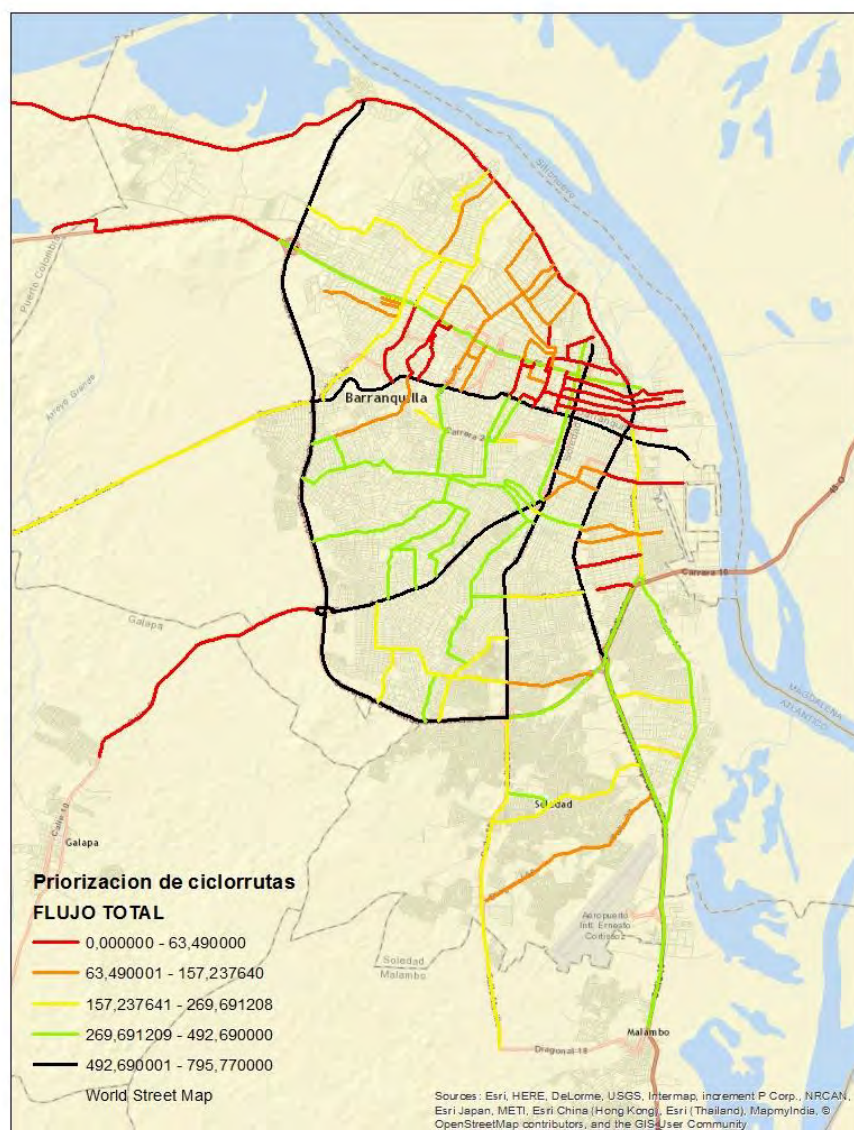 Sitionuevo
Puerto Colombia
Arroyo Grande
Barranquilla
Carrera 2
Carrera 16
Galapa
MAGDALENA
ATLÁNTICO
Soledad
Calle 10
Galapa
Aeropuerto
Intl. Ernesto
Cortissoz
Soledad
Malambo
Malambo
Diagonal 18
Priorizacion de ciclorrutas
FLUJO TOTAL
0,000000 - 63,490000
63,490001 - 157,237640
157,237641 - 269,691208
269,691209 - 492,690000
492,690001 - 795,770000
World Street Map
Sources: Esri, HERE, DeLorme, USGS, Intermap, increment P Corp., NRCAN,
Esri Japan, METI, Esri China (Hong Kong), Esri (Thailand), MapmyIndia, ©
OpenStreetMap contributors, and the GIS User Community